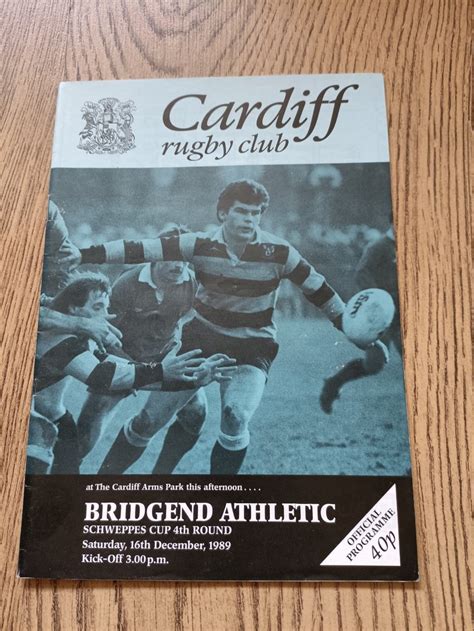 Cardiff
rugby club
at The Cardiff Arms Park this afternoon . . . .
BRIDGEND ATHLETIC
SCHWEPPES CUP 4th ROUND
Saturday, 16th December, 1989
Kick-Off 3.00 p.m.
OFFICIAL
PROGRAMME
40p